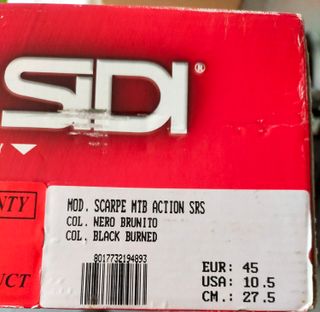 SIDI®
NTY
MOD. SCARPE MTB ACTION SRS
COL. NERO BRUNITO
COL. BLACK BURNED
8017732194893
UCT
EUR: 45
USA: 10.5
CM.: 27.5